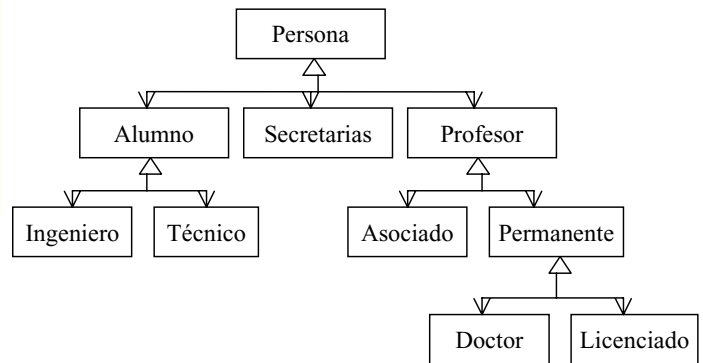 Persona
Alumno Secretarias Profesor
Ingeniero Técnico Asociado Permanente
Doctor Licenciado